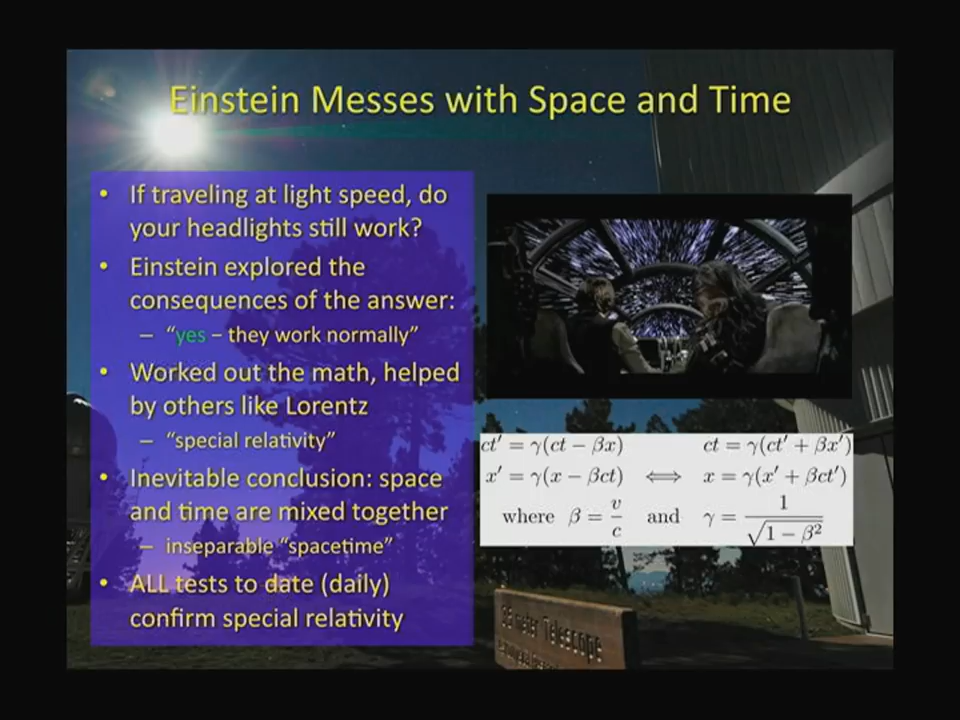 Einstein Messes with Space and Time
• If traveling at light speed, do
your headlights still work?
• Einstein explored the
consequences of the answer:
– “yes – they work normally”
• Worked out the math, helped
by others like Lorentz
– “special relativity”
• Inevitable conclusion: space
and time are mixed together
– inseparable “spacetime”
• ALL tests to date (daily)
confirm special relativity
ct′ = γ(ct − βx) ct = γ(ct′ + βx′)
x′ = γ(x − βct) ⟺ x = γ(x′ + βct′)
where β = v/c and γ = 1/√(1 − β²)
meter Telescope